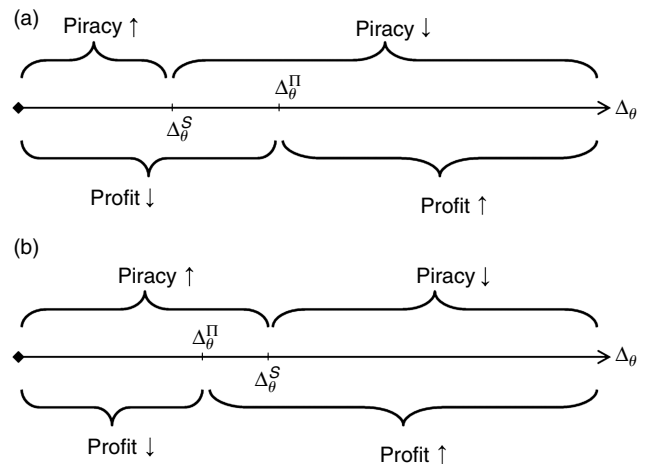 (a)
Piracy ↑
Piracy ↓
Δ_θ^Π
Δ_θ
Δ_θ^S
Profit ↓
Profit ↑
(b)
Piracy ↑
Piracy ↓
Δ_θ^Π
Δ_θ
Δ_θ^S
Profit ↓
Profit ↑